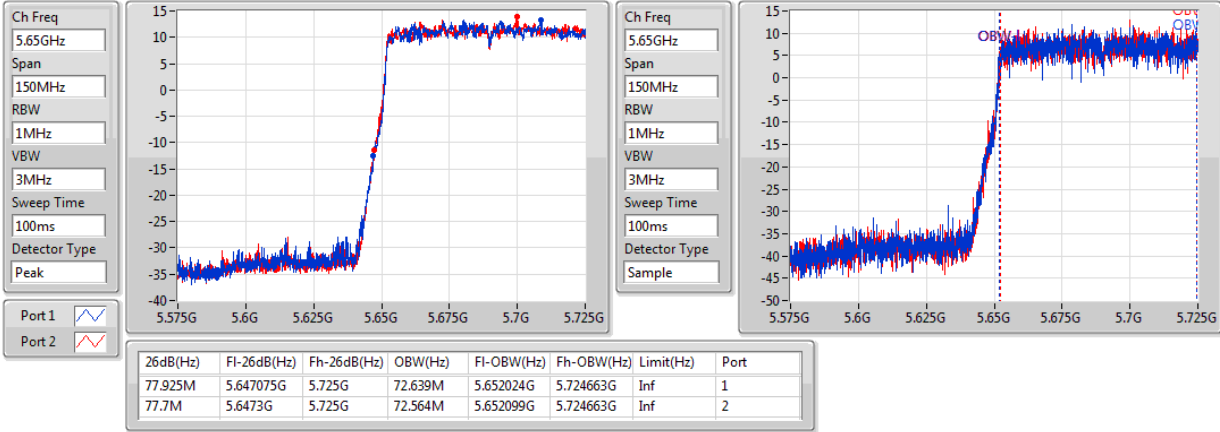 Ch Freq
5.65GHz
Span
150MHz
RBW
1MHz
VBW
3MHz
Sweep Time
100ms
Detector Type
Peak
Port 1
Port 2
15
10
5
0
-5
-10
-15
-20
-25
-30
-35
-40
5.575G 5.6G 5.625G 5.65G 5.675G 5.7G 5.725G
Ch Freq
5.65GHz
Span
150MHz
RBW
1MHz
VBW
3MHz
Sweep Time
100ms
Detector Type
Sample
15
10
5
0
-5
-10
-15
-20
-25
-30
-35
-40
-45
-50
OBW
OBW
OBW
5.575G 5.6G 5.625G 5.65G 5.675G 5.7G 5.725G
26dB(Hz) Fl-26dB(Hz) Fh-26dB(Hz) OBW(Hz) Fl-OBW(Hz) Fh-OBW(Hz) Limit(Hz) Port
77.925M 5.647075G 5.725G 72.639M 5.652024G 5.724663G Inf 1
77.7M 5.6473G 5.725G 72.564M 5.652099G 5.724663G Inf 2